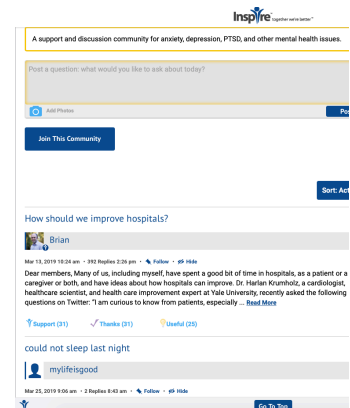 Inspire together we're better™
A support and discussion community for anxiety, depression, PTSD, and other mental health issues.
Post a question: what would you like to ask about today?
Add Photos
Pos
Join This Community
Sort: Act
How should we improve hospitals?
Brian
Mar 13, 2019 10:24 am • 392 Replies 2:26 pm • Follow • Hide
Dear members, Many of us, including myself, have spent a good bit of time in hospitals, as a patient or a
caregiver or both, and have ideas about how hospitals can improve. Dr. Harlan Krumholz, a cardiologist,
healthcare scientist, and health care improvement expert at Yale University, recently asked the following
questions on Twitter: "I am curious to know from patients, especially ... Read More
Support (31) Thanks (31) Useful (25)
could not sleep last night
mylifeisgood
Mar 25, 2019 9:06 am • 2 Replies 8:43 am • Follow • Hide
Go To Top